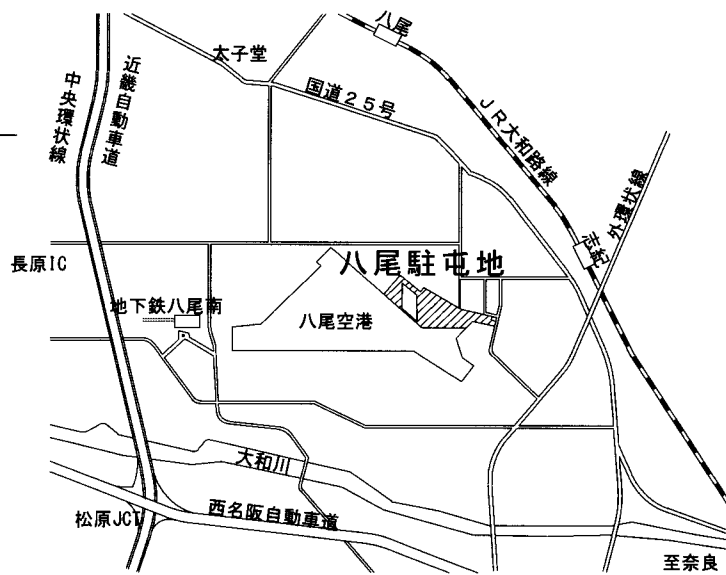 八尾
太子堂
近畿自動車道
中央環状線
国道25号
JR大和路線
外環状線
志紀
長原IC
八尾駐屯地
地下鉄八尾南
八尾空港
大和川
松原JCT
西名阪自動車道
至奈良